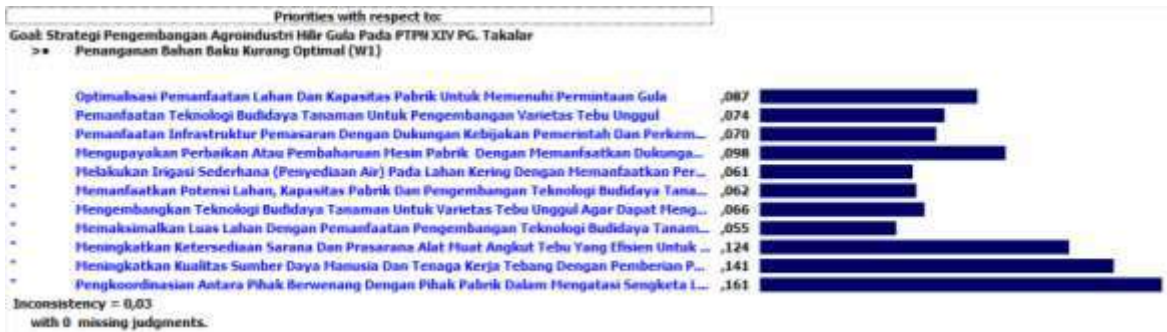 Priorities with respect to:
Goal: Strategi Pengembangan Agroindustri Hilir Gula Pada PTPN XIV PG. Takalar
>• Penanganan Bahan Baku Kurang Optimal (W1)
Optimalisasi Pemanfaatan Lahan Dan Kapasitas Pabrik Untuk Memenuhi Permintaan Gula ,087
Pemanfaatan Teknologi Budidaya Tanaman Untuk Pengembangan Varietas Tebu Unggul ,074
Pemanfaatan Infrastruktur Pemasaran Dengan Dukungan Kebijakan Pemerintah Dan Perkem... ,070
Mengupayakan Perbaikan Atau Pembaharuan Mesin Pabrik Dengan Memanfaatkan Dukunga... ,098
Melakukan Irigasi Sederhana (Penyediaan Air) Pada Lahan Kering Dengan Memanfaatkan Per... ,061
Memanfaatkan Potensi Lahan, Kapasitas Pabrik Dan Pengembangan Teknologi Budidaya Tana... ,062
Mengembangkan Teknologi Budidaya Tanaman Untuk Varietas Tebu Unggul Agar Dapat Meng... ,066
Memaksimalkan Luas Lahan Dengan Pemanfaatan Pengembangan Teknologi Budidaya Tanam... ,055
Meningkatkan Ketersediaan Sarana Dan Prasarana Alat Muat Angkut Tebu Yang Efisien Untuk ... ,124
Meningkatkan Kualitas Sumber Daya Manusia Dan Tenaga Kerja Tebang Dengan Pemberian P... ,141
Pengkoordinasian Antara Pihak Berwenang Dengan Pihak Pabrik Dalam Mengatasi Sengketa L... ,161
Inconsistency = 0,03
with 0 missing judgments.